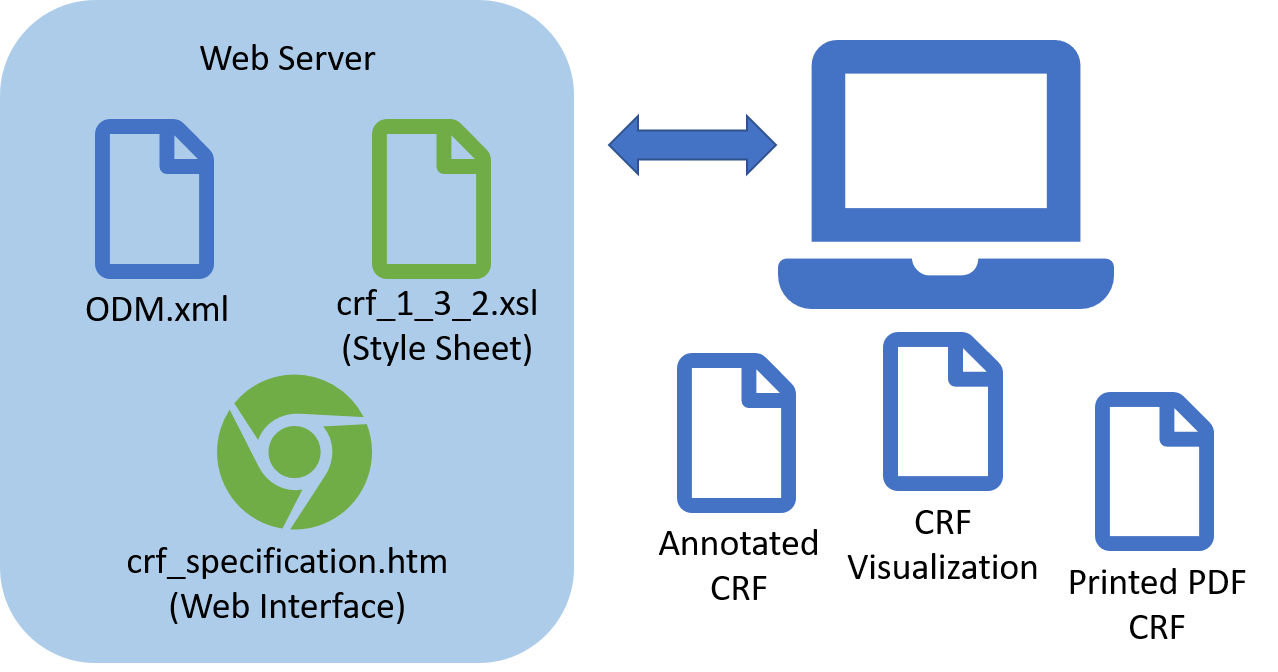 Web Server
ODM.xml
crf_1_3_2.xsl
(Style Sheet)
crf_specification.htm
(Web Interface)
Annotated
CRF
CRF
Visualization
Printed PDF
CRF